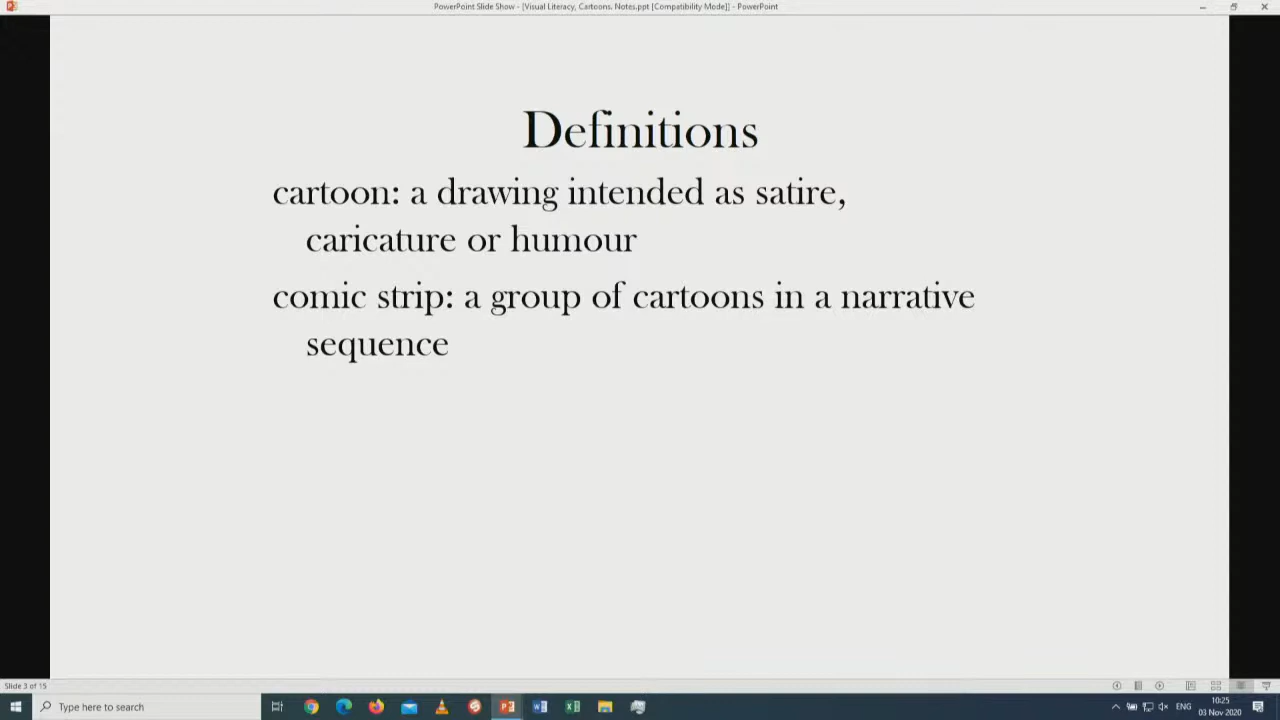 PowerPoint Slide Show - [Visual Literacy, Cartoons. Notes.ppt [Compatibility Mode]] - PowerPoint
Definitions
cartoon: a drawing intended as satire,
caricature or humour
comic strip: a group of cartoons in a narrative
sequence
Slide 3 of 15
Type here to search
ENG
10:25
03 Nov 2020